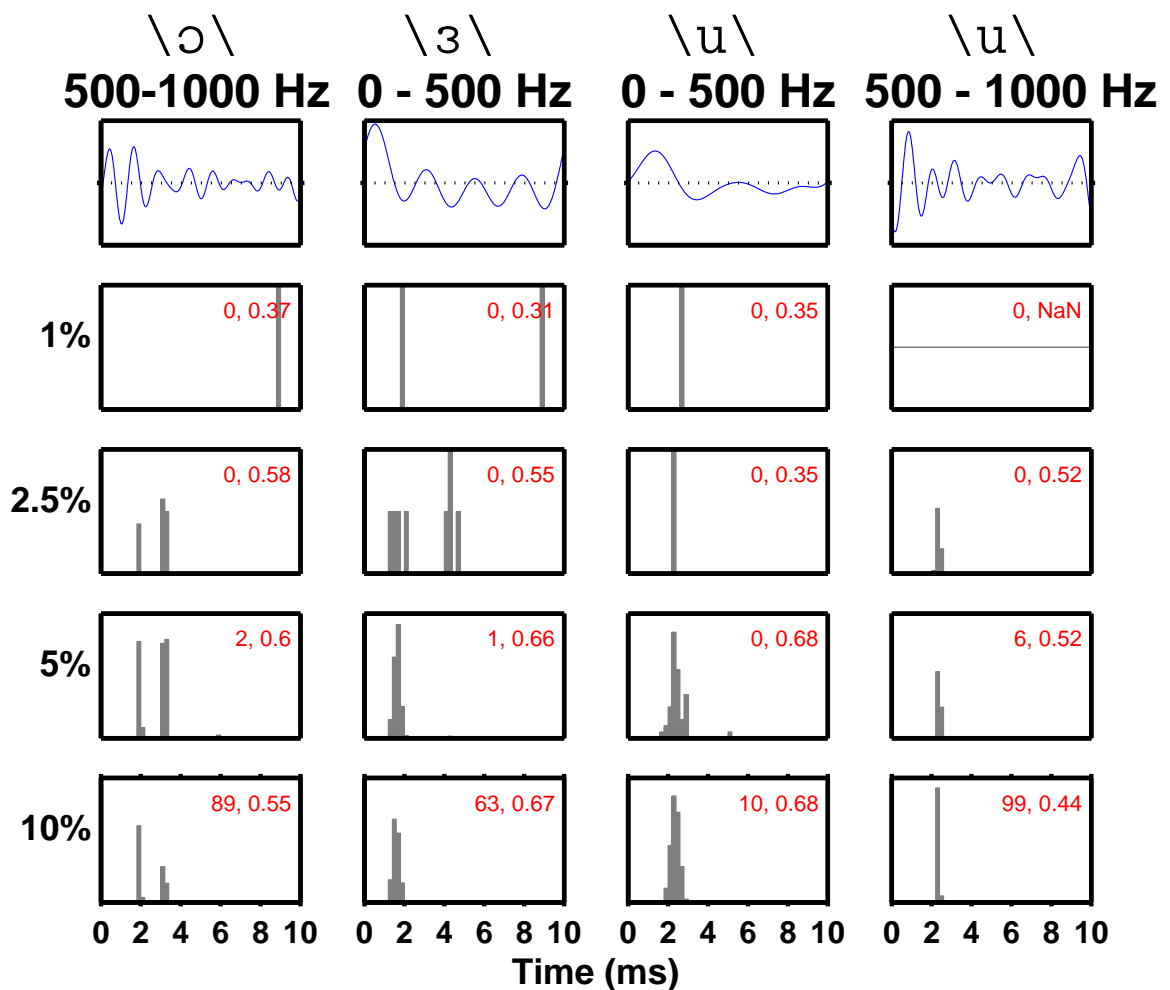 \ɔ\ \ɜ\ \u\ \u\
500-1000 Hz 0 - 500 Hz 0 - 500 Hz 500 - 1000 Hz
1% 0, 0.37 0, 0.31 0, 0.35 0, NaN
2.5% 0, 0.58 0, 0.55 0, 0.35 0, 0.52
5% 2, 0.6 1, 0.66 0, 0.68 6, 0.52
10% 89, 0.55 63, 0.67 10, 0.68 99, 0.44
0 2 4 6 8 10 0 2 4 6 8 10 0 2 4 6 8 10 0 2 4 6 8 10
Time (ms)